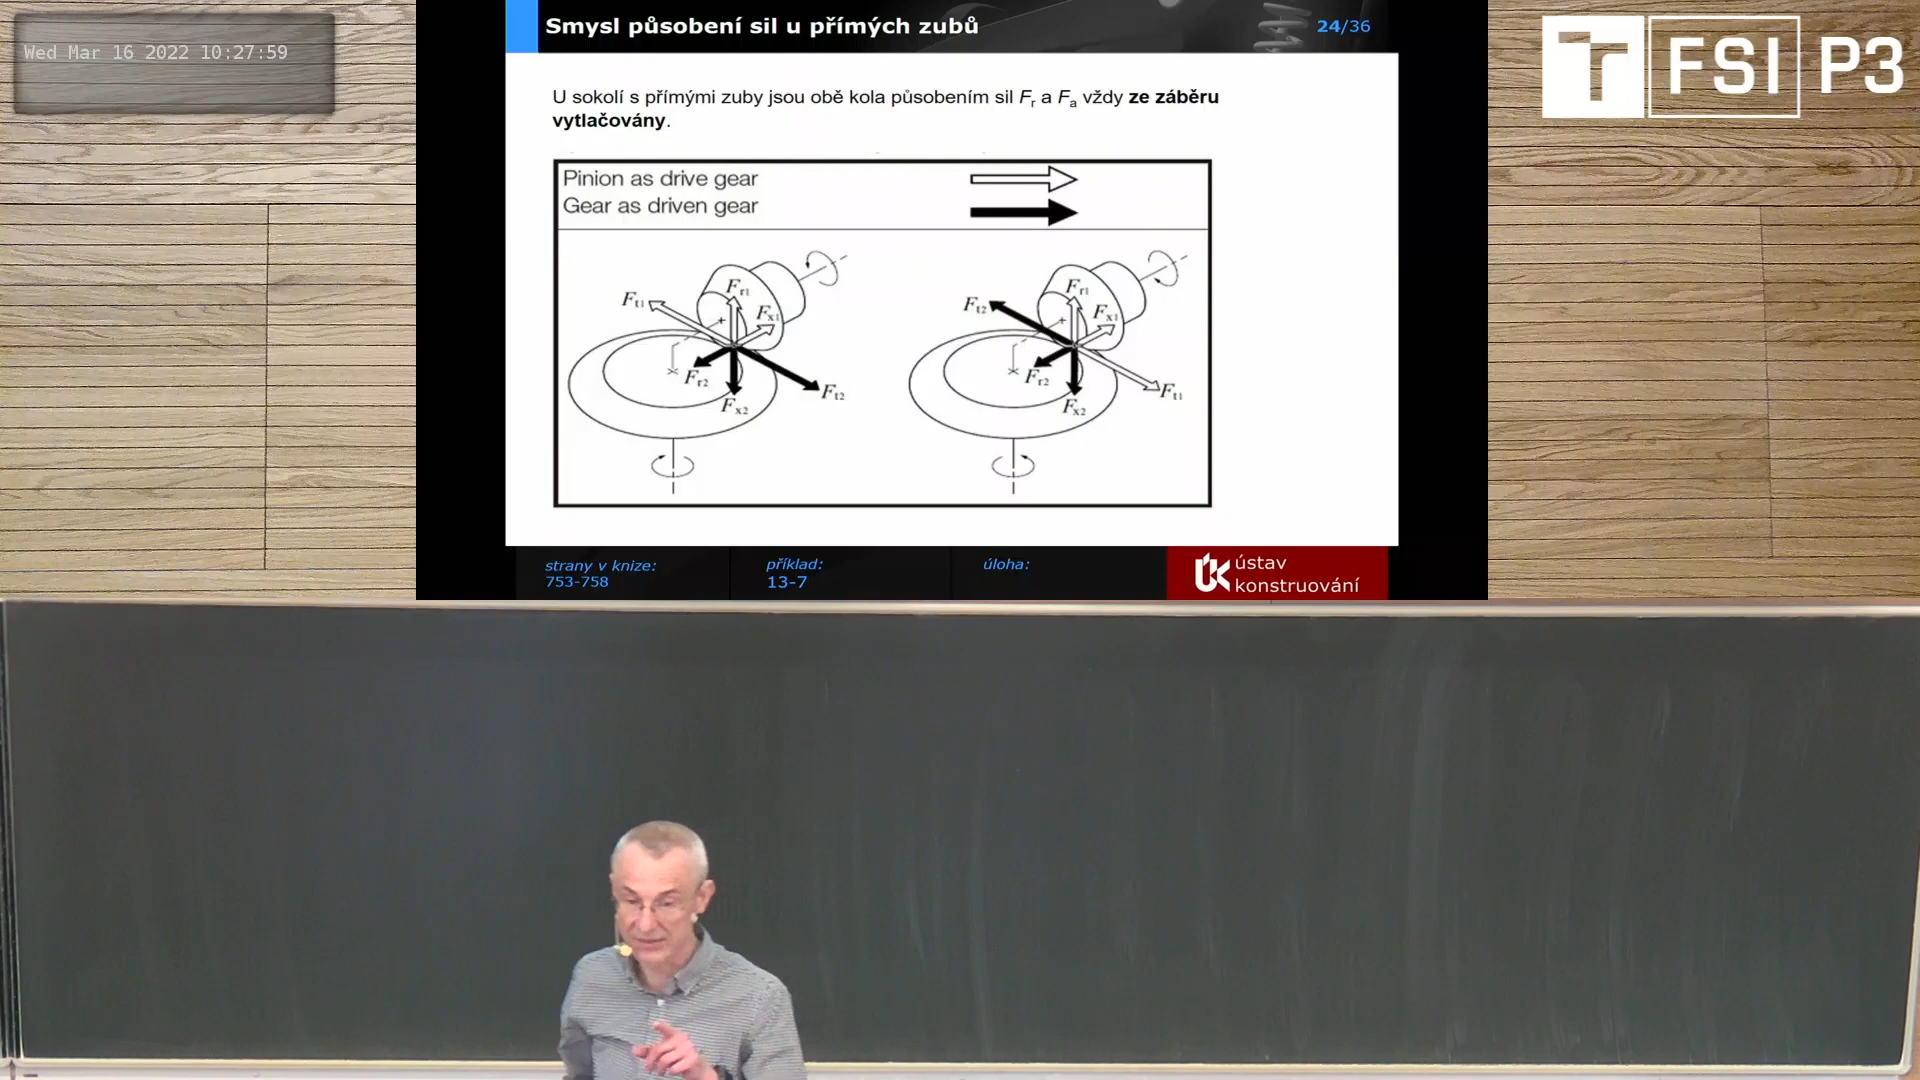 Wed Mar 16 2022 10:27:59
Smysl působení sil u přímých zubů
24/36
T FSI P3
U sokolí s přímými zuby jsou obě kola působením sil Fr a Fa vždy ze záběru
vytlačovány.
Pinion as drive gear
Gear as driven gear
Ft1
Fr1
Fx1
Fr2
Fx2
Ft2
Ft2
Fr1
Fx1
Fr2
Fx2
Ft1
strany v knize:
753-758
příklad:
13-7
úloha:
ústav
konstruování